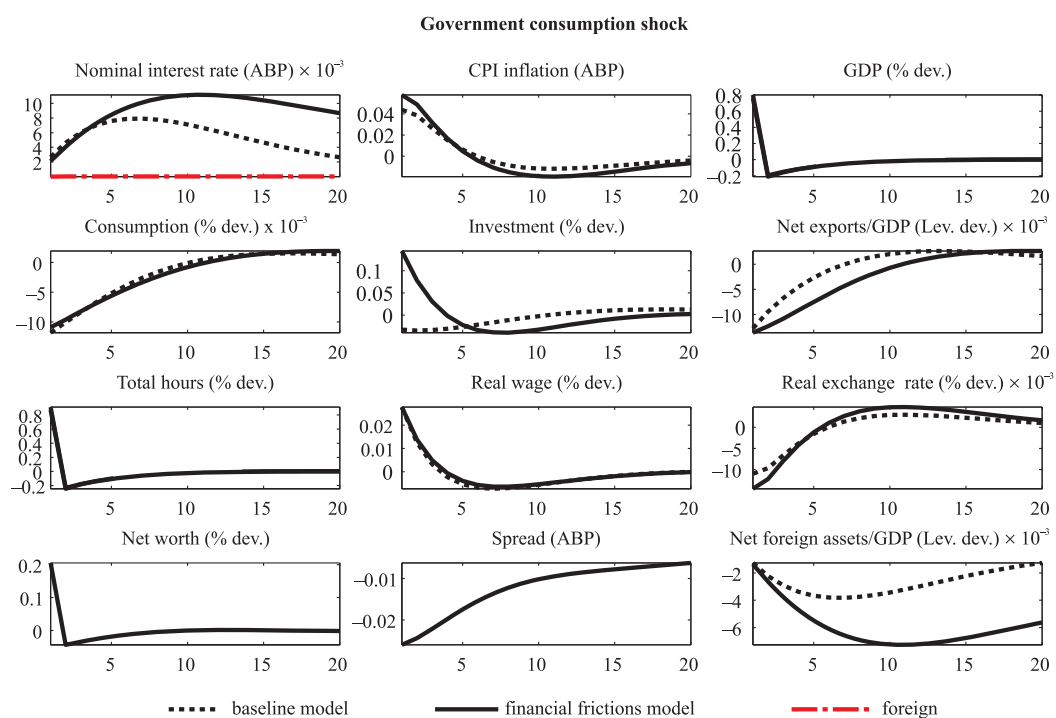 Government consumption shock
Nominal interest rate (ABP) × 10⁻³
CPI inflation (ABP)
GDP (% dev.)
10
8
6
4
2
5 10 15 20
0.04
0.02
0
5 10 15 20
0.8
0.6
0.4
0.2
0
−0.2
5 10 15 20
Consumption (% dev.) x 10⁻³
Investment (% dev.)
Net exports/GDP (Lev. dev.) × 10⁻³
0
−5
−10
5 10 15 20
0.1
0.05
0
5 10 15 20
0
−5
−10
5 10 15 20
Total hours (% dev.)
Real wage (% dev.)
Real exchange rate (% dev.) × 10⁻³
0.8
0.6
0.4
0.2
0
−0.2
5 10 15 20
0.02
0.01
0
5 10 15 20
0
−5
−10
5 10 15 20
Net worth (% dev.)
Spread (ABP)
Net foreign assets/GDP (Lev. dev.) × 10⁻³
0.2
0.1
0
5 10 15 20
−0.01
−0.02
5 10 15 20
−2
−4
−6
5 10 15 20
baseline model financial frictions model foreign